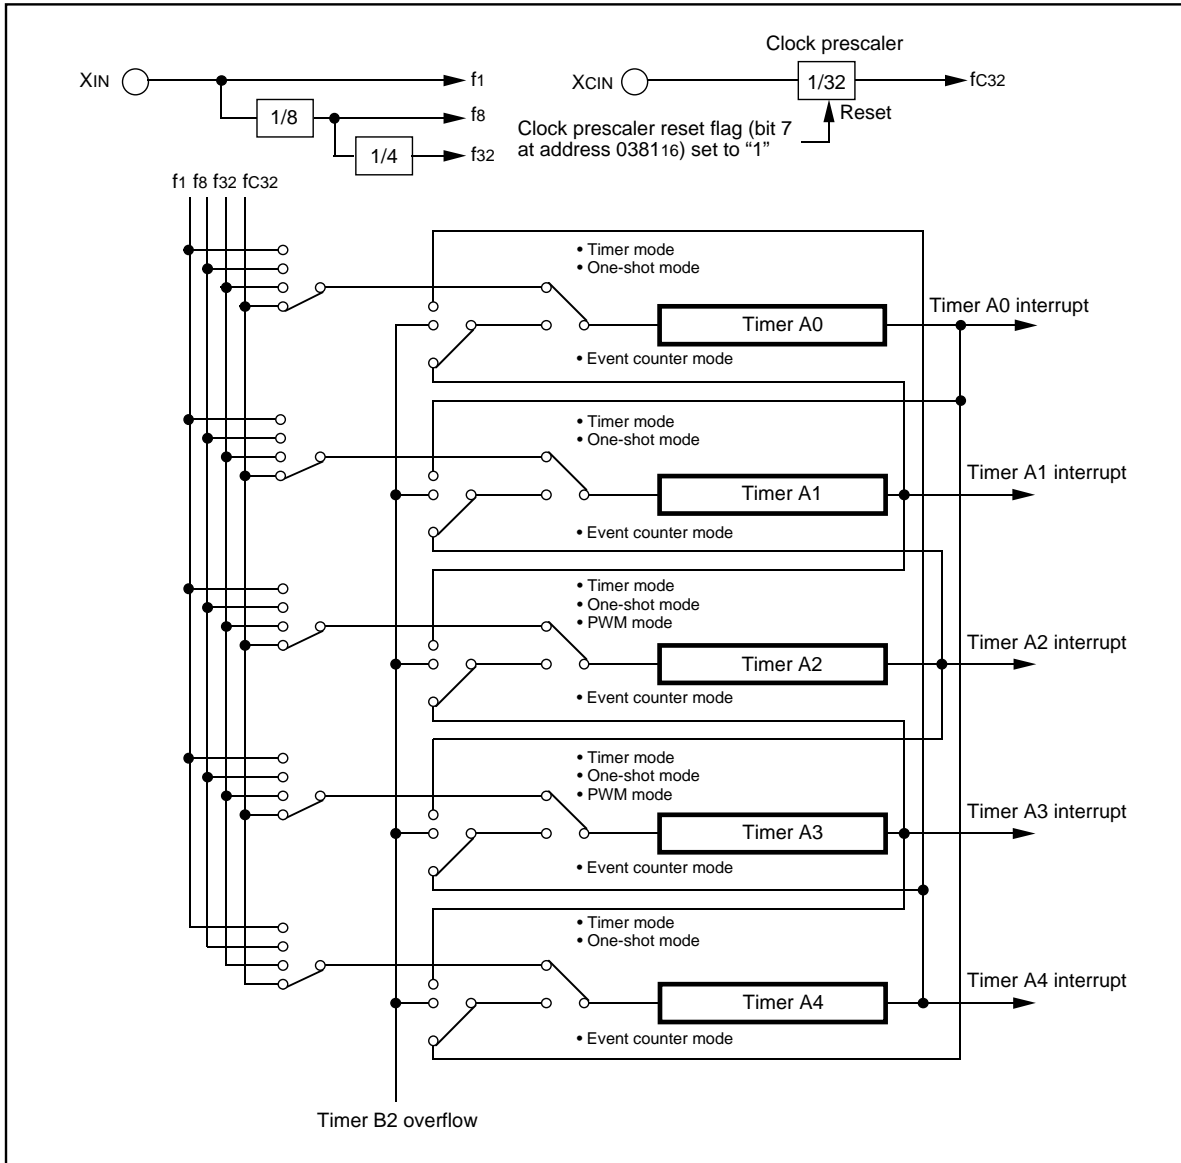 Clock prescaler
XIN
f1
XCIN
1/32
fC32
1/8
f8
Reset
Clock prescaler reset flag (bit 7
at address 038116) set to “1”
1/4
f32
f1 f8 f32 fC32
• Timer mode
• One-shot mode
Timer A0
Timer A0 interrupt
• Event counter mode
• Timer mode
• One-shot mode
Timer A1
Timer A1 interrupt
• Event counter mode
• Timer mode
• One-shot mode
• PWM mode
Timer A2
Timer A2 interrupt
• Event counter mode
• Timer mode
• One-shot mode
• PWM mode
Timer A3
Timer A3 interrupt
• Event counter mode
• Timer mode
• One-shot mode
Timer A4
Timer A4 interrupt
• Event counter mode
Timer B2 overflow